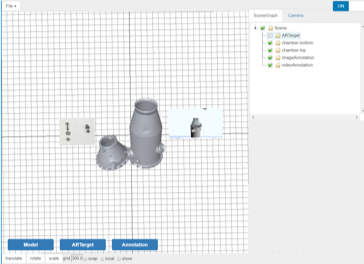 File
ON
SceneGraph Camera
Scene
ARTarget
chamber-bottom
chamber-top
imageAnnotation
videoAnnotation
Model ARTarget Annotation
translate rotate scale grid 300.0 snap local show